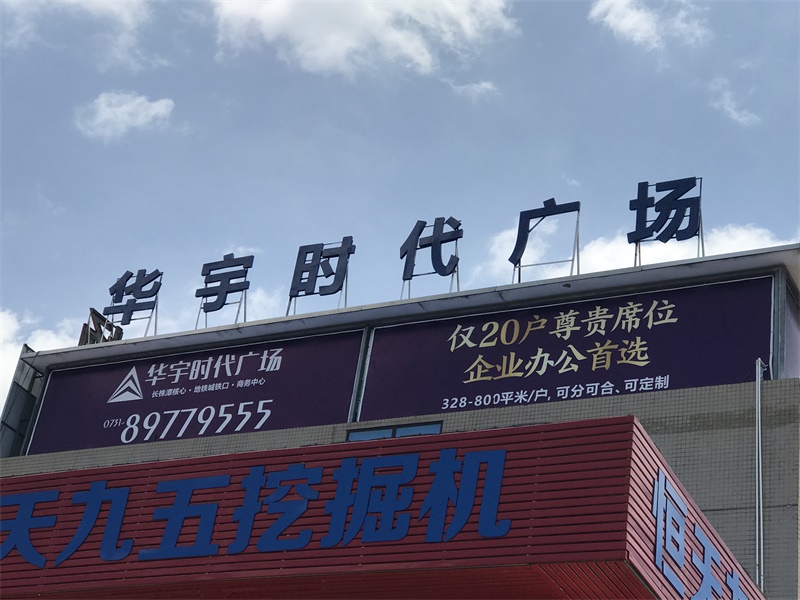 华宇时代广场
华宇时代广场
长株潭核心·地铁城铁口·商务中心
0731-89779555
仅20户尊贵席位
企业办公首选
328-800平米/户, 可分可合、可定制
天九五宇挖掘机
恒天